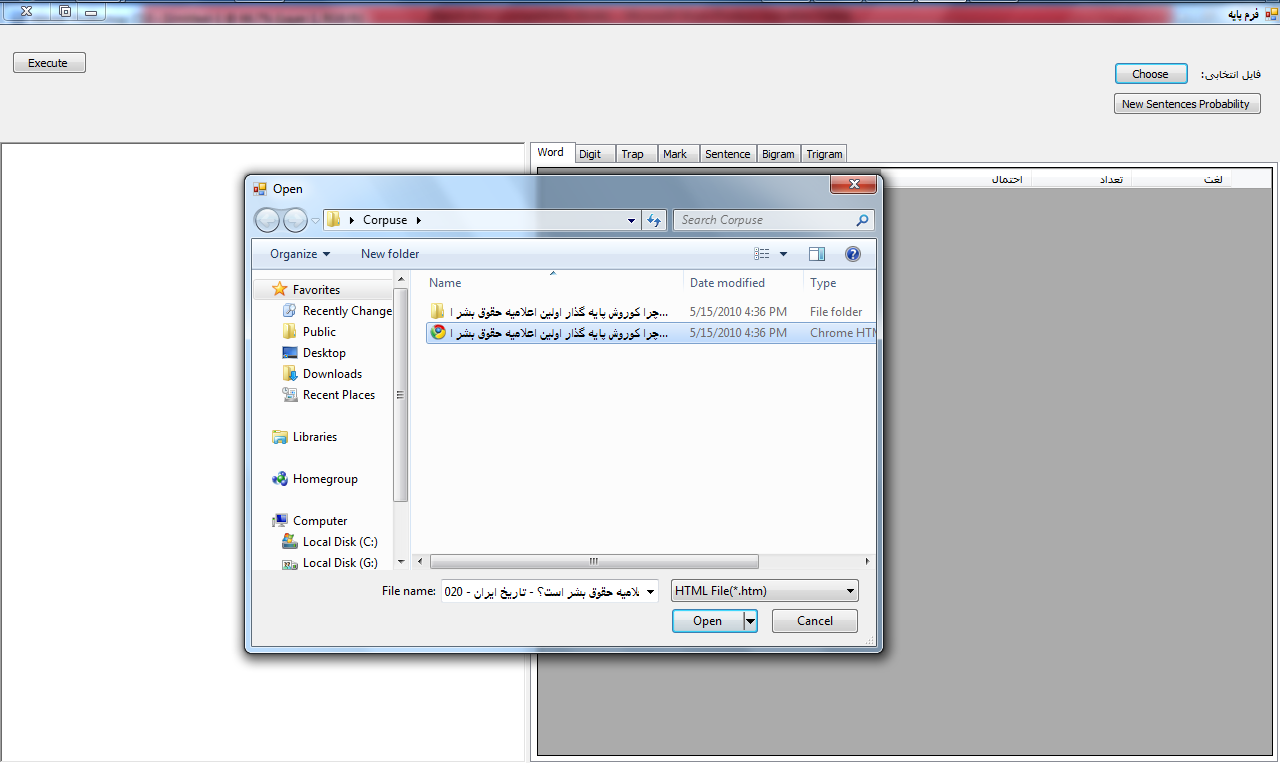 فرم پایه
Execute
Choose
فایل انتخابی:
New Sentences Probability
Word
Digit
Trap
Mark
Sentence
Bigram
Trigram
لغت
تعداد
احتمال
Open
Corpuse
Search Corpuse
Organize
New folder
Name
Date modified
Type
چرا کوروش پایه گذار اولین اعلامیه حقوق بشر ا...
5/15/2010 4:36 PM
File folder
چرا کوروش پایه گذار اولین اعلامیه حقوق بشر ا...
5/15/2010 4:36 PM
Chrome HTM
Favorites
Recently Change
Public
Desktop
Downloads
Recent Places
Libraries
Homegroup
Computer
Local Disk (C:)
Local Disk (G:)
File name:
لامیه حقوق بشر است؟ - تاریخ ایران - 020
HTML File(*.htm)
Open
Cancel